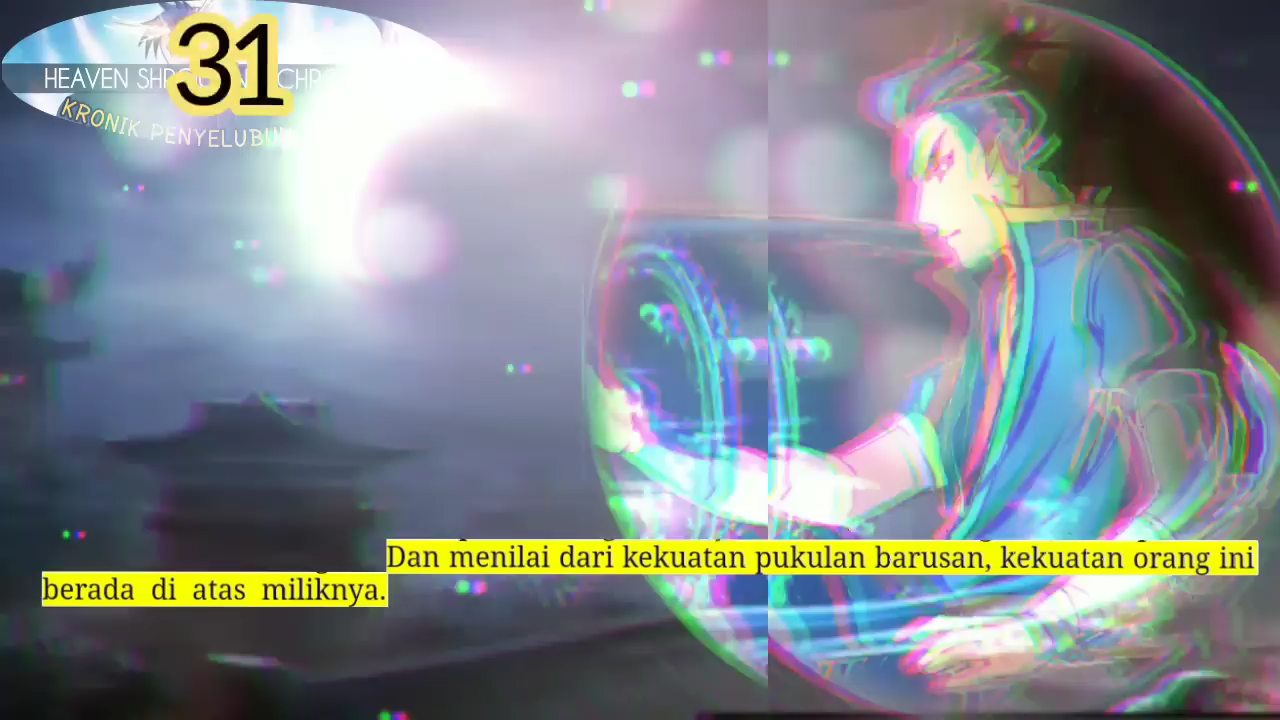 31
HEAVEN SHR
KRONIK PENYELUBU
Dan menilai dari kekuatan pukulan barusan, kekuatan orang ini
berada di atas miliknya.